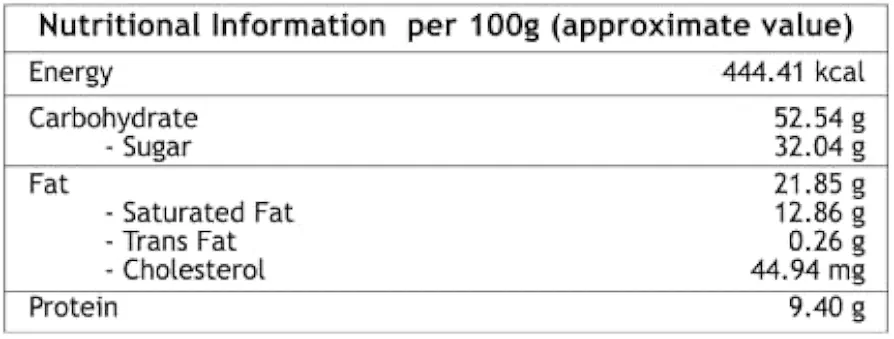 Nutritional Information per 100g (approximate value)
Energy 444.41 kcal
Carbohydrate 52.54 g
- Sugar 32.04 g
Fat 21.85 g
- Saturated Fat 12.86 g
- Trans Fat 0.26 g
- Cholesterol 44.94 mg
Protein 9.40 g